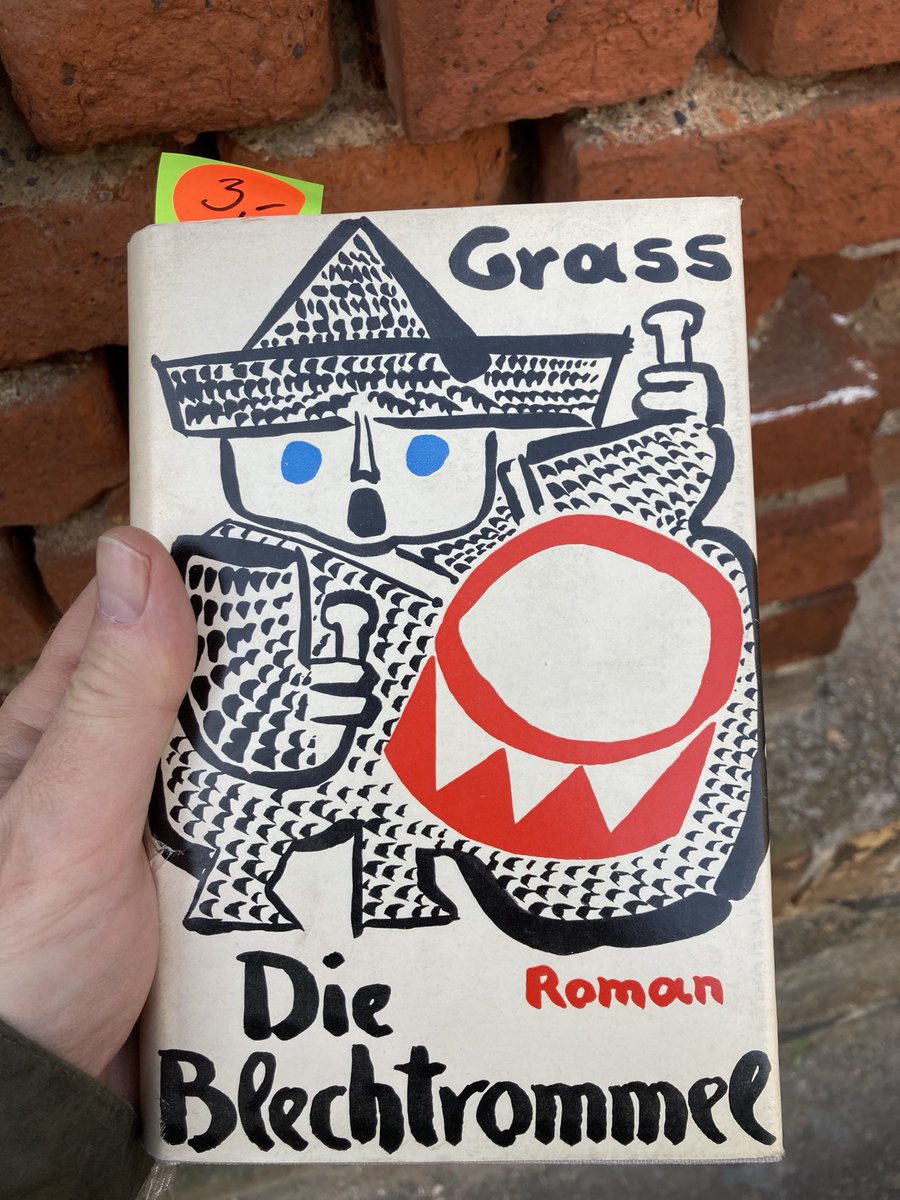 3,-
Grass
Roman
Die
Blechtrommel